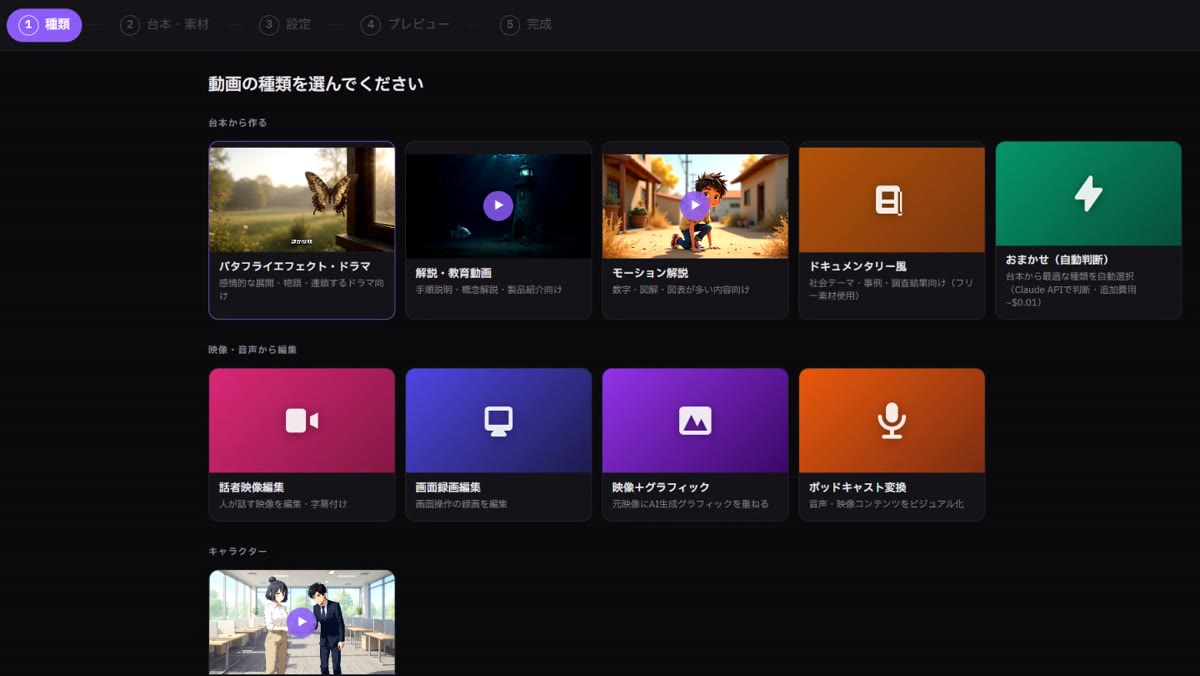 1 種類
2 台本・素材
3 設定
4 プレビュー
5 完成
動画の種類を選んでください
台本から作る
バタフライエフェクト・ドラマ
感情的な展開・物語・連鎖するドラマ向
け
解説・教育動画
手順説明・概念解説・製品紹介向け
モーション解説
数字・図解・図表が多い内容向け
ドキュメンタリー風
社会テーマ・事例・調査結果向け（フリ
ー素材使用）
おまかせ（自動判断）
台本から最適な種類を自動選択
（Claude APIで判断・追加費用
~$0.01）
映像・音声から編集
話者映像編集
人が話す映像を編集・字幕付け
画面録画編集
画面操作の録画を編集
映像＋グラフィック
元映像にAI生成グラフィックを重ねる
ポッドキャスト変換
音声・映像コンテンツをビジュアル化
キャラクター